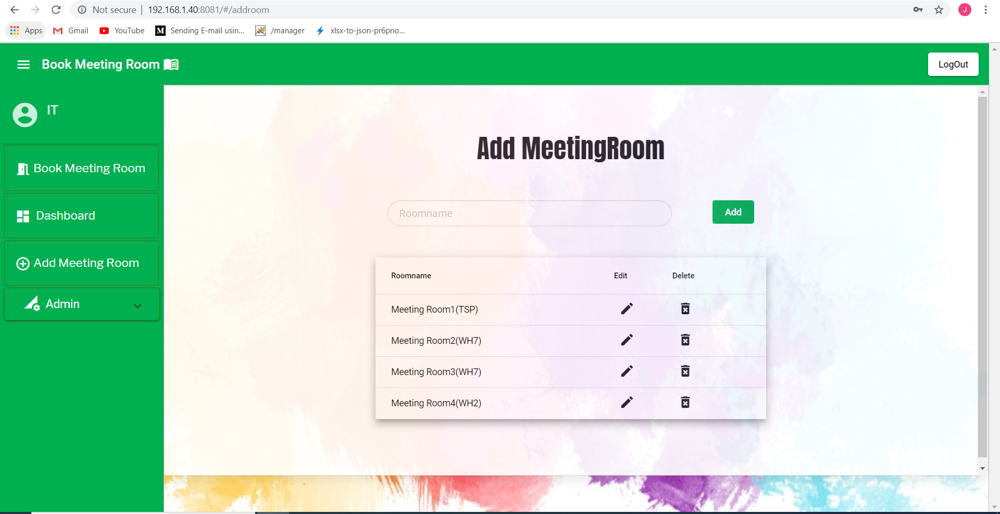 Not secure | 192.168.1.40:8081/#/addroom
J
Apps Gmail YouTube M Sending E-mail usin... /manager xlsx-to-json-pr6pno...
Book Meeting Room
LogOut
IT
Book Meeting Room
Dashboard
Add Meeting Room
Admin
Add MeetingRoom
Roomname
Add
Roomname Edit Delete
Meeting Room1(TSP)
Meeting Room2(WH7)
Meeting Room3(WH7)
Meeting Room4(WH2)